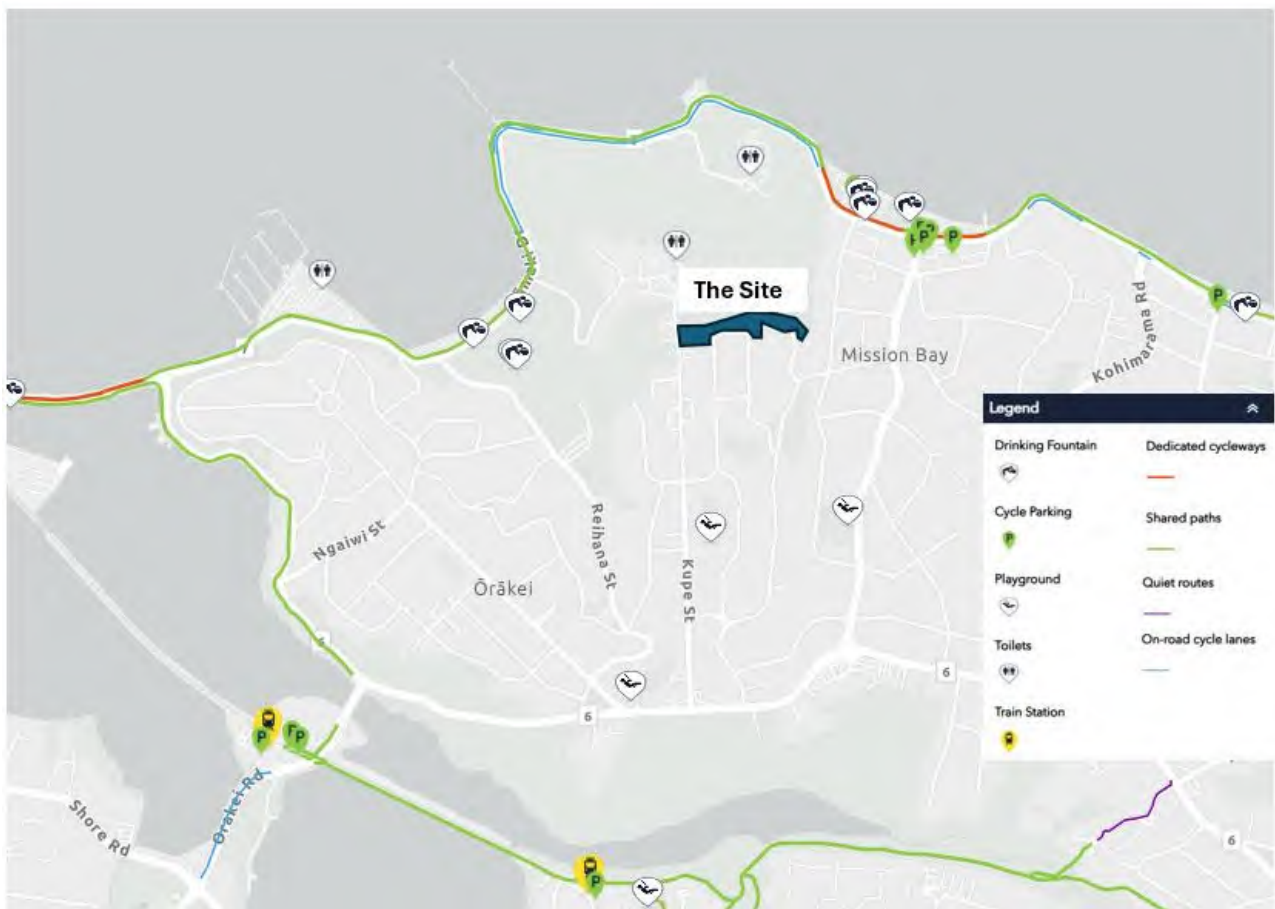 The Site
Mission Bay
Kohimarama Rd
Legend
Drinking Fountain
Dedicated cycleways
Cycle Parking
P
Shared paths
Playground
Quiet routes
Toilets
On-road cycle lanes
Train Station
Ngaiwi St
Reihana St
Kupe St
Ōrākei
6
6
6
P
P
P
P
P
Shore Rd
Orakei Rd
P